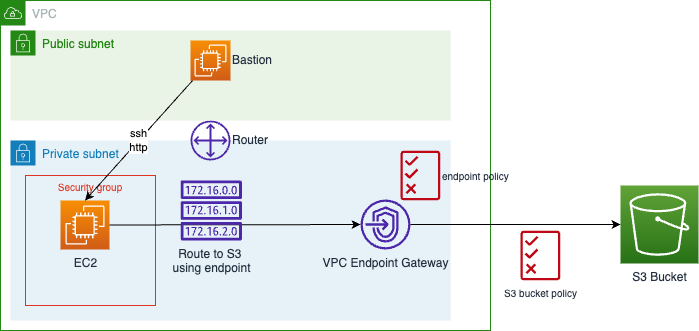 VPC
Public subnet
Bastion
ssh
http
Router
Private subnet
endpoint policy
Security group
172.16.0.0
172.16.1.0
172.16.2.0
EC2
Route to S3
using endpoint
VPC Endpoint Gateway
S3 Bucket
S3 bucket policy